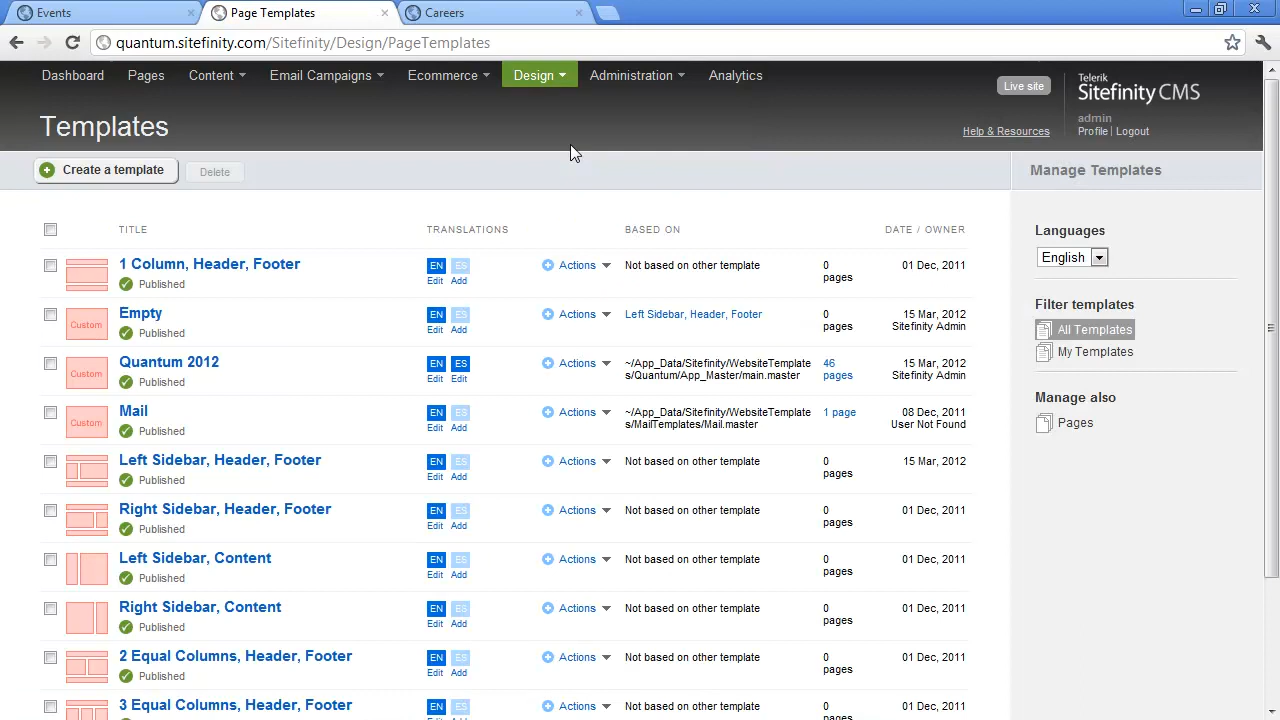 Events
Page Templates
Careers
quantum.sitefinity.com/Sitefinity/Design/PageTemplates
Dashboard Pages Content Email Campaigns Ecommerce Design Administration Analytics
Live site
Telerik
Sitefinity CMS
Templates
admin
Help & Resources
Profile | Logout
Create a template
Delete
Manage Templates
TITLE TRANSLATIONS BASED ON DATE / OWNER
1 Column, Header, Footer
Published
EN ES
Edit Add
Actions
Not based on other template
0
pages
01 Dec, 2011
Custom
Empty
Published
EN ES
Edit Add
Actions
Left Sidebar, Header, Footer
0
pages
15 Mar, 2012
Sitefinity Admin
Custom
Quantum 2012
Published
EN ES
Edit Edit
Actions
~/App_Data/Sitefinity/WebsiteTemplate
s/Quantum/App_Master/main.master
46
pages
15 Mar, 2012
Sitefinity Admin
Custom
Mail
Published
EN ES
Edit Add
Actions
~/App_Data/Sitefinity/WebsiteTemplate
s/MailTemplates/Mail.master
1 page
08 Dec, 2011
User Not Found
Left Sidebar, Header, Footer
Published
EN ES
Edit Add
Actions
Not based on other template
0
pages
15 Mar, 2012
Right Sidebar, Header, Footer
Published
EN ES
Edit Add
Actions
Not based on other template
0
pages
01 Dec, 2011
Left Sidebar, Content
Published
EN ES
Edit Add
Actions
Not based on other template
0
pages
01 Dec, 2011
Right Sidebar, Content
Published
EN ES
Edit Add
Actions
Not based on other template
0
pages
01 Dec, 2011
2 Equal Columns, Header, Footer
Published
EN ES
Edit Add
Actions
Not based on other template
0
pages
01 Dec, 2011
3 Equal Columns, Header, Footer
EN ES
Actions
Not based on other template
0
pages
01 Dec, 2011
Languages
English
Filter templates
All Templates
My Templates
Manage also
Pages